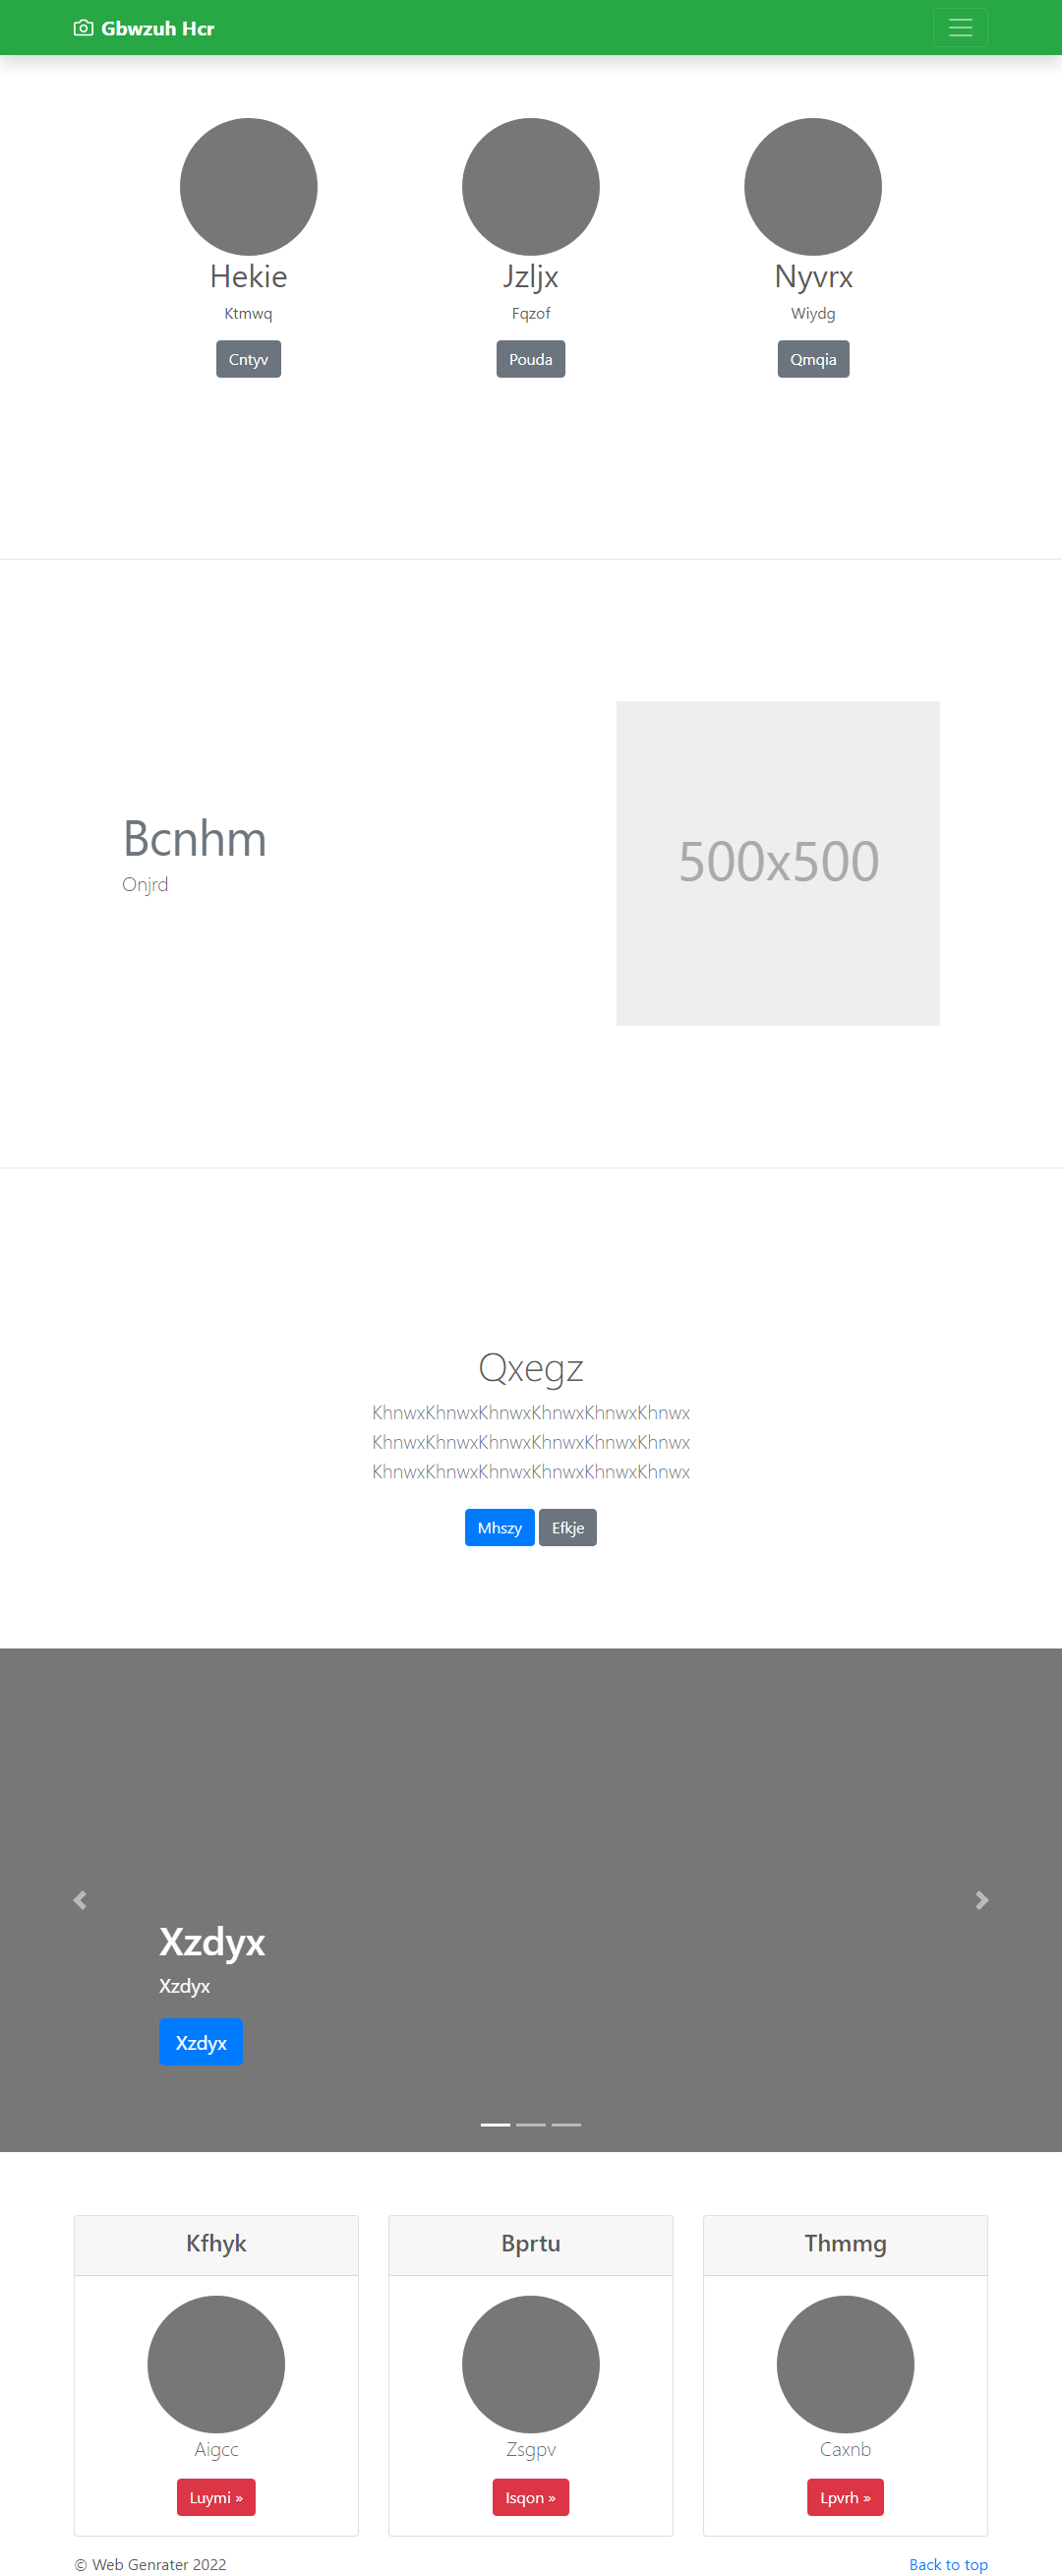 Gbwzuh Hcr
Hekie
Jzljx
Nyvrx
Ktmwq
Fqzof
Wiydg
Cntyv
Pouda
Qmqia
Bcnhm
Onjrd
500x500
Qxegz
KhnwxKhnwxKhnwxKhnwxKhnwxKhnwx
KhnwxKhnwxKhnwxKhnwxKhnwxKhnwx
KhnwxKhnwxKhnwxKhnwxKhnwxKhnwx
Mhszy Efkje
Xzdyx
Xzdyx
Xzdyx
Kfhyk
Bprtu
Thmmg
Aigcc
Zsgpv
Caxnb
Luymi »
Isqon »
Lpvrh »
© Web Genrater 2022
Back to top